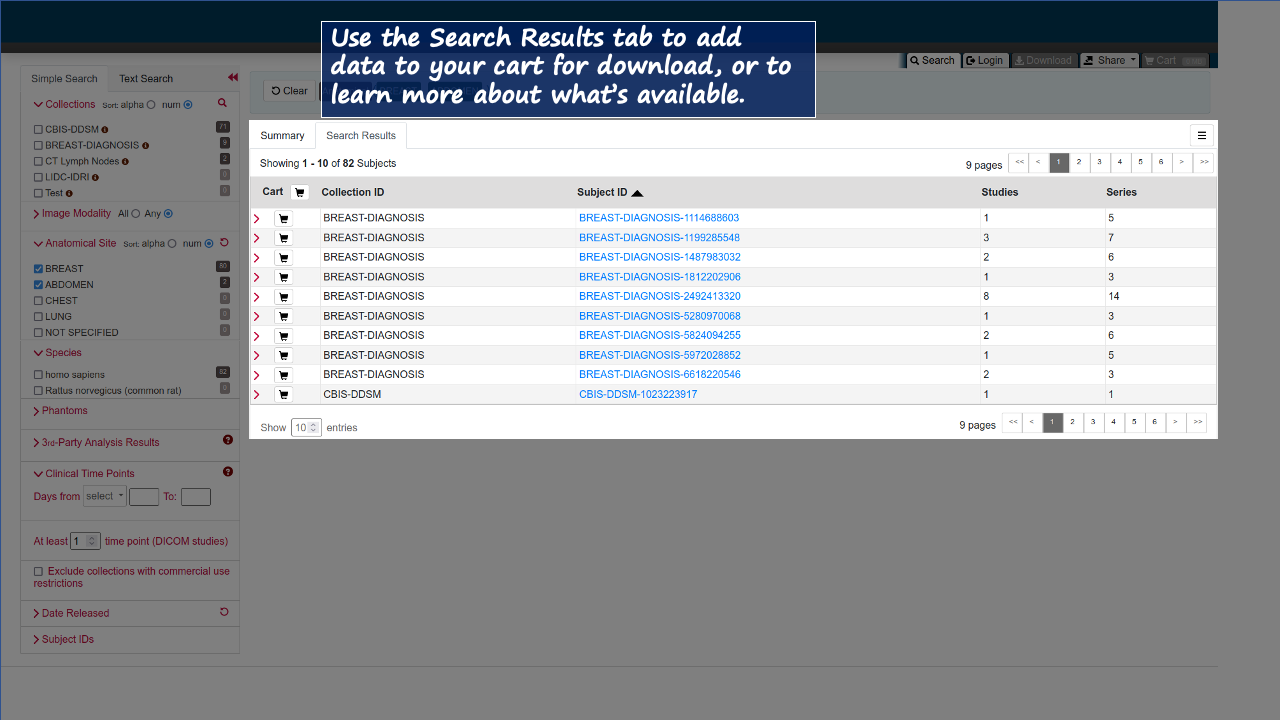 Use the Search Results tab to add
data to your cart for download, or to
learn more about what's available.
Search
Login
Download
Share
Cart
Simple Search
Text Search
Clear
Collections Sort: alpha num
CBIS-DDSM 71
BREAST-DIAGNOSIS 9
CT Lymph Nodes 2
LIDC-IDRI 0
Test 0
Image Modality All Any
Anatomical Site Sort: alpha num
BREAST 80
ABDOMEN 2
CHEST 0
LUNG 0
NOT SPECIFIED 0
Species
homo sapiens 82
Rattus norvegicus (common rat) 0
Phantoms
3rd-Party Analysis Results
Clinical Time Points
Days from select To:
At least 1 time point (DICOM studies)
Exclude collections with commercial use
restrictions
Date Released
Subject IDs
Summary
Search Results
Showing 1 - 10 of 82 Subjects
9 pages << < 1 2 3 4 5 6 > >>
Cart Collection ID Subject ID Studies Series
BREAST-DIAGNOSIS BREAST-DIAGNOSIS-1114688603 1 5
BREAST-DIAGNOSIS BREAST-DIAGNOSIS-1199285548 3 7
BREAST-DIAGNOSIS BREAST-DIAGNOSIS-1487983032 2 6
BREAST-DIAGNOSIS BREAST-DIAGNOSIS-1812202906 1 3
BREAST-DIAGNOSIS BREAST-DIAGNOSIS-2492413320 8 14
BREAST-DIAGNOSIS BREAST-DIAGNOSIS-5280970068 1 3
BREAST-DIAGNOSIS BREAST-DIAGNOSIS-5824094255 2 6
BREAST-DIAGNOSIS BREAST-DIAGNOSIS-5972028852 1 5
BREAST-DIAGNOSIS BREAST-DIAGNOSIS-6618220546 2 3
CBIS-DDSM CBIS-DDSM-1023223917 1 1
Show 10 entries
9 pages << < 1 2 3 4 5 6 > >>